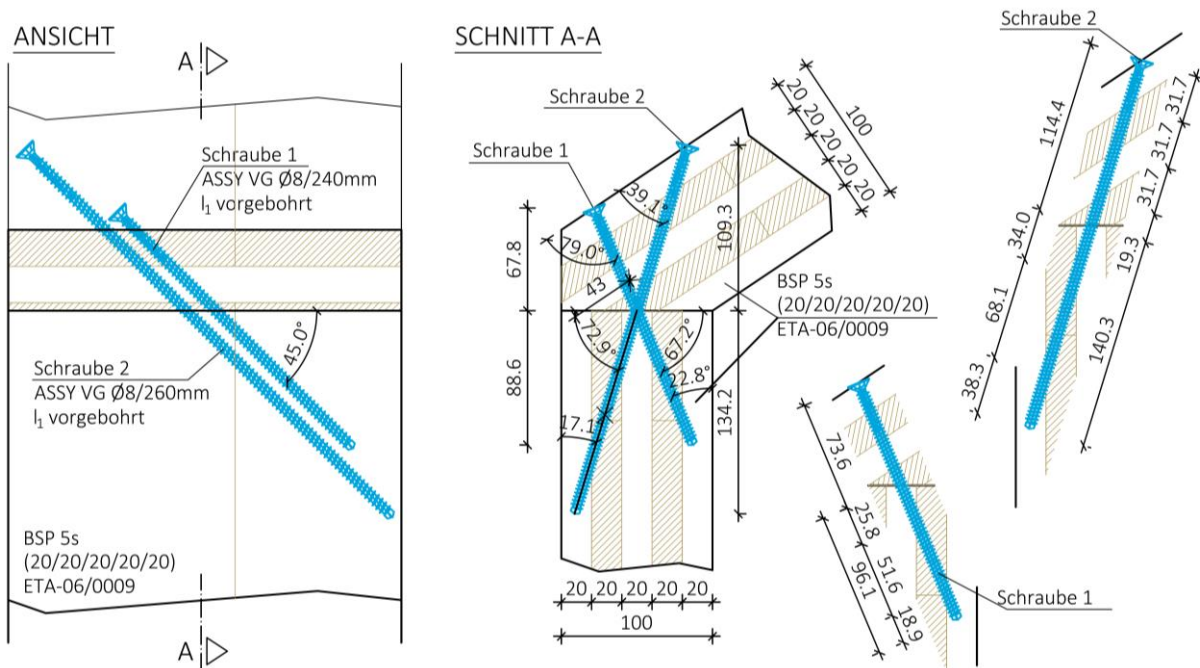 ANSICHT
A
Schraube 1
ASSY VG Ø8/240mm
l₁ vorgebohrt
45.0°
Schraube 2
ASSY VG Ø8/260mm
l₁ vorgebohrt
BSP 5s
(20/20/20/20/20)
ETA-06/0009
A
SCHNITT A-A
Schraube 2
Schraube 1
20 20 20 20 20
100
39.1°
79.0°
109.3
67.8
43
BSP 5s
(20/20/20/20/20)
ETA-06/0009
72.9°
67.2°
22.8°
88.6
17.1°
134.2
20 20 20 20 20
100
Schraube 2
114.4
34.0
68.1
38.3
31.7
31.7
31.7
19.3
140.3
73.6
25.8
51.6
18.9
96.1
Schraube 1